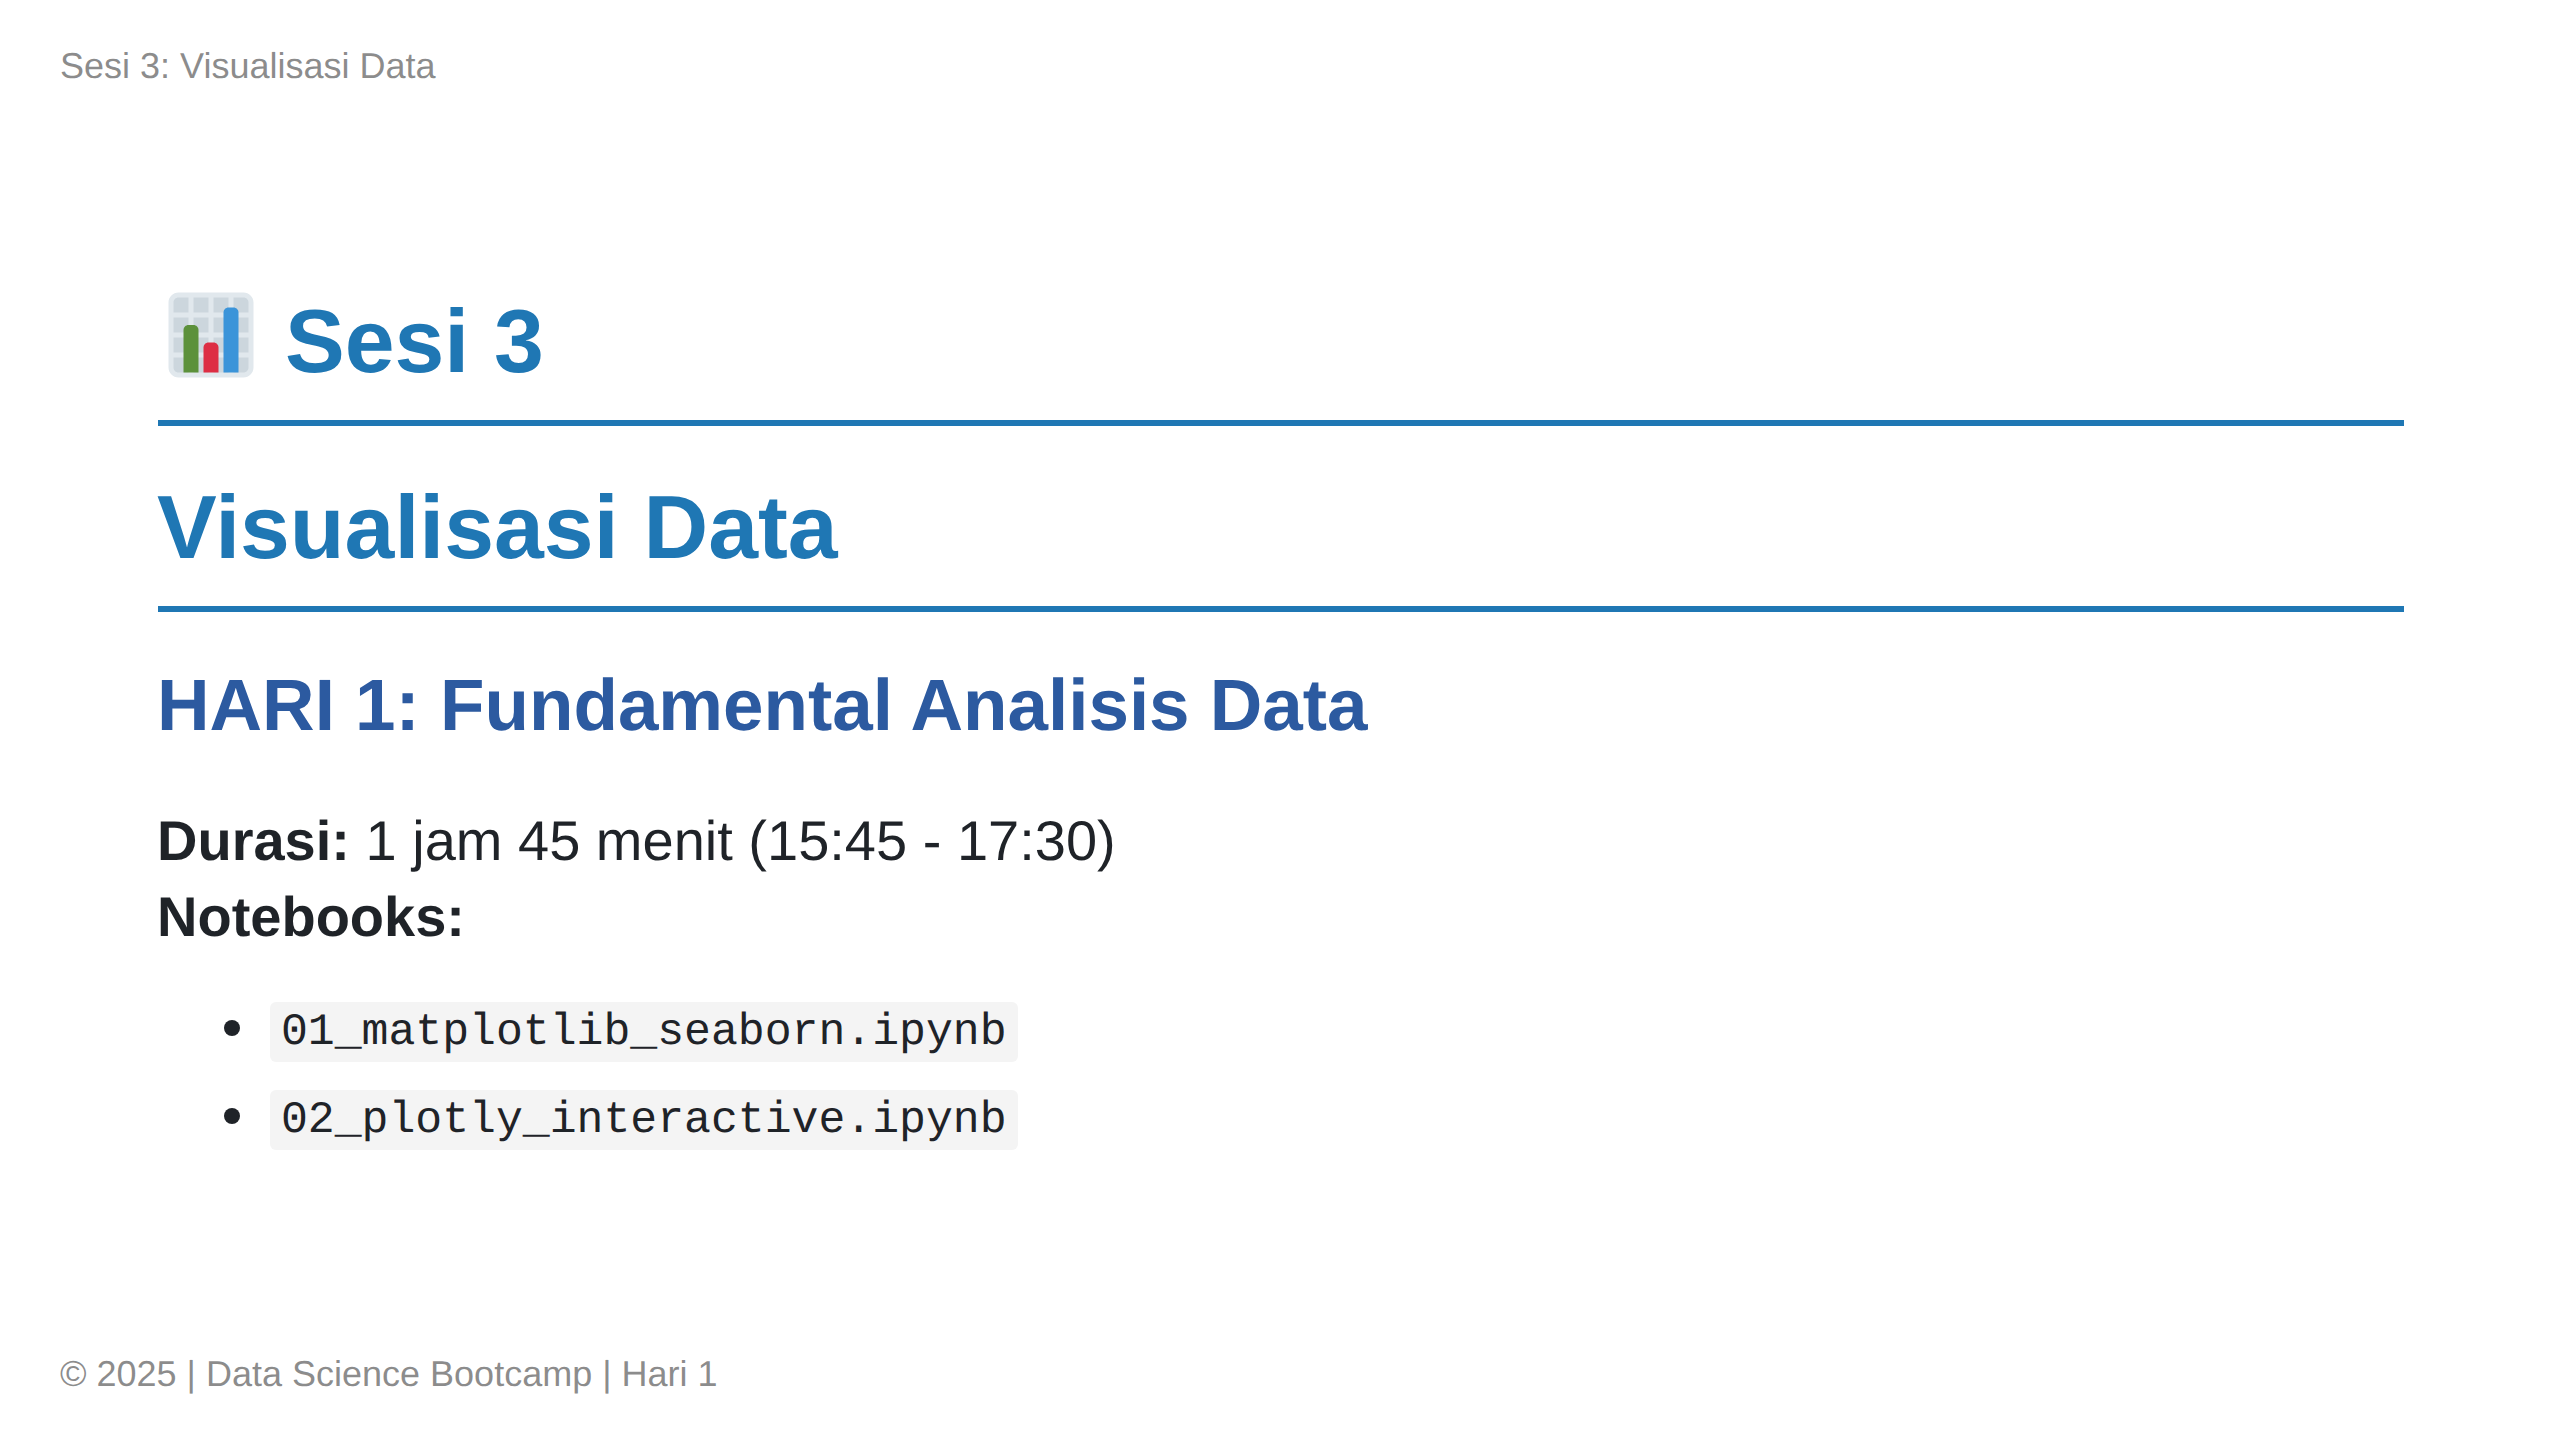 Sesi 3: Visualisasi Data
Sesi 3
Visualisasi Data
HARI 1: Fundamental Analisis Data
Durasi: 1 jam 45 menit (15:45 - 17:30)
Notebooks:
01_matplotlib_seaborn.ipynb
02_plotly_interactive.ipynb
© 2025 | Data Science Bootcamp | Hari 1